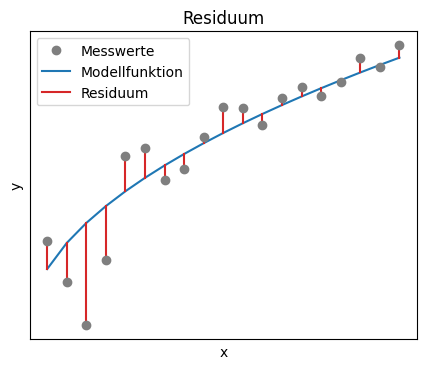 Residuum
Messwerte
Modellfunktion
Residuum
y
x